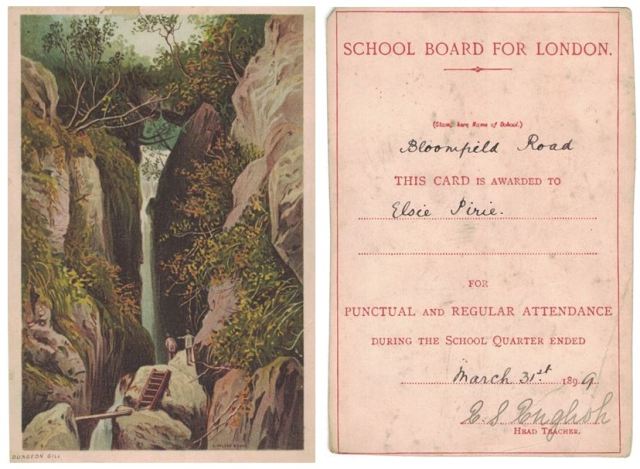 DUNGEON GILL
SCHOOL BOARD FOR LONDON.
(Stamp here Name of School.)
Bloomfield Road
THIS CARD IS AWARDED TO
Elsie Pirie.
FOR
PUNCTUAL AND REGULAR ATTENDANCE
DURING THE SCHOOL QUARTER ENDED
March 31st 1899
E. S. English
HEAD TEACHER.